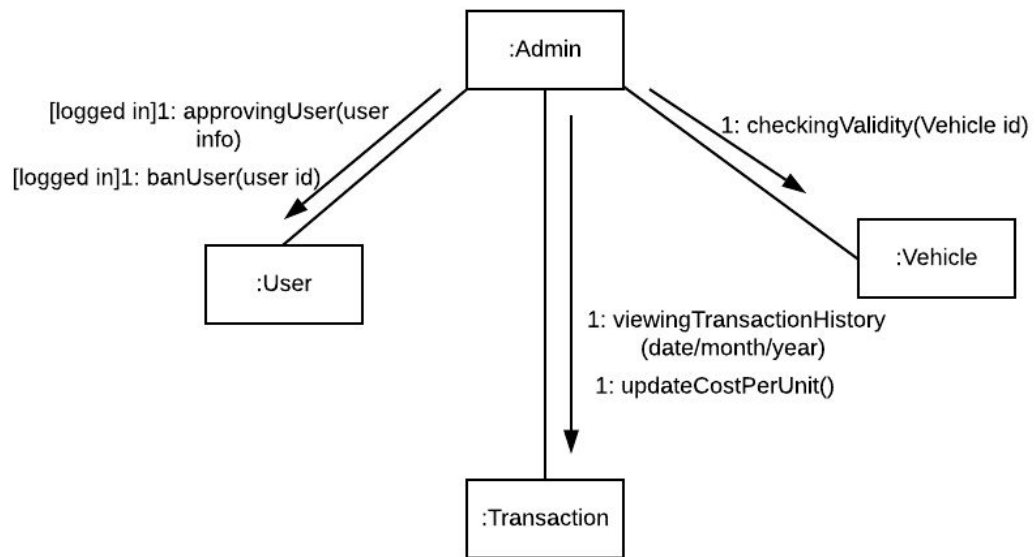 :Admin
[logged in]1: approvingUser(user
info)
1: checkingValidity(Vehicle id)
[logged in]1: banUser(user id)
:User
:Vehicle
1: viewingTransactionHistory
(date/month/year)
1: updateCostPerUnit()
:Transaction